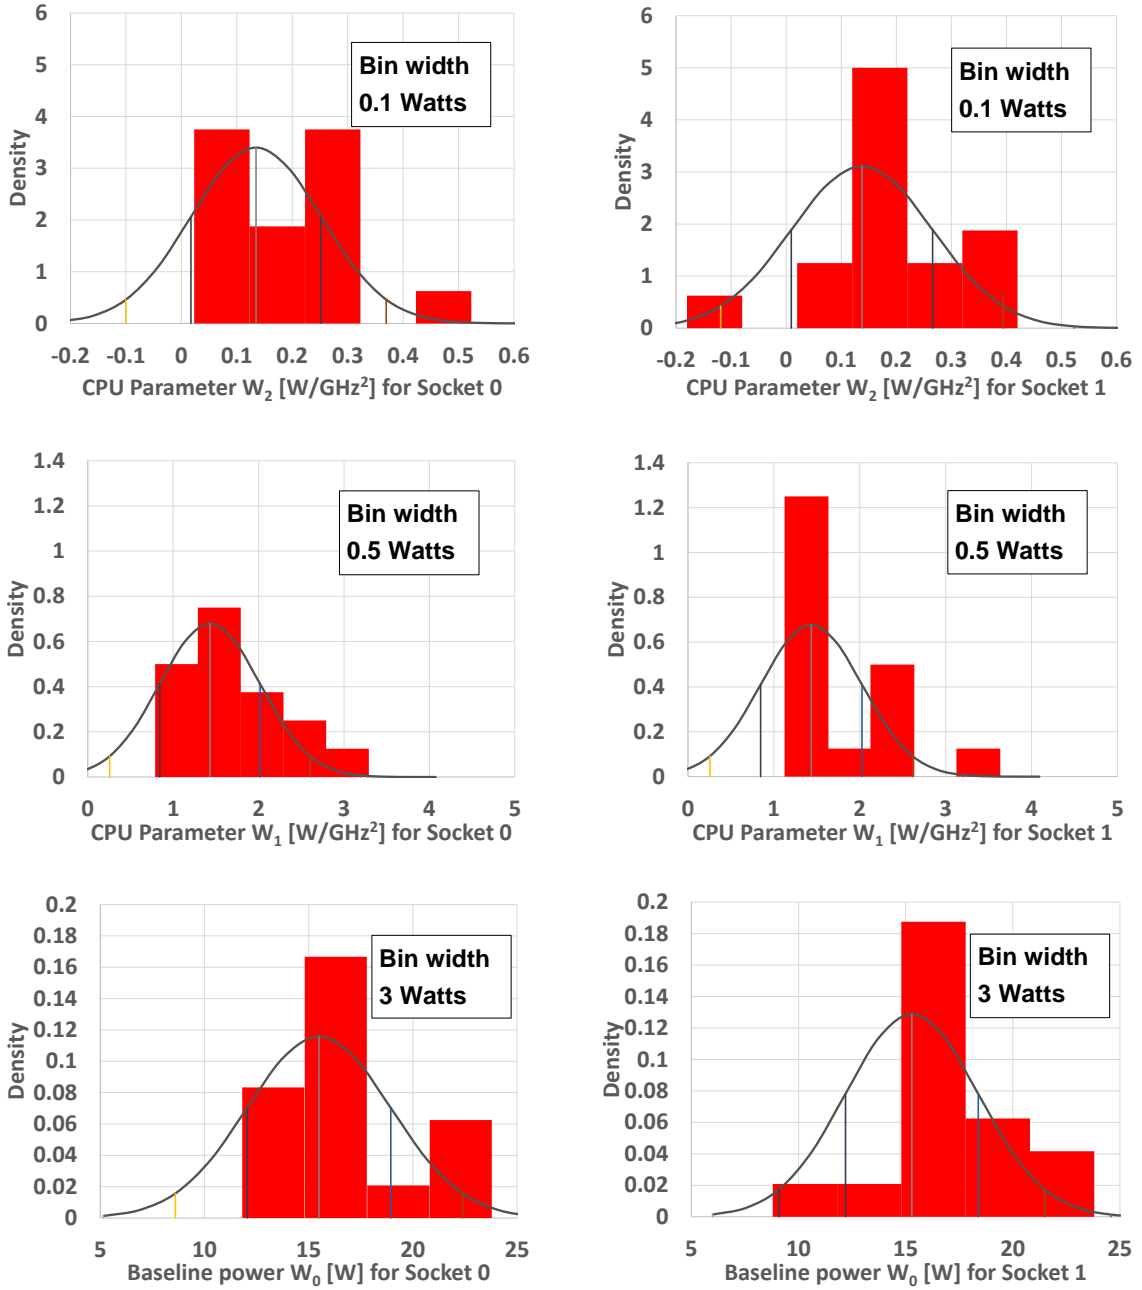 6
5
4
3
2
1
0
Density
Bin width
0.1 Watts
-0.2 -0.1 0 0.1 0.2 0.3 0.4 0.5 0.6
CPU Parameter W₂ [W/GHz²] for Socket 0
6
5
4
3
2
1
0
Density
Bin width
0.1 Watts
-0.2 0 0.2 0.4 0.6
-0.1 0.1 0.3 0.5
CPU Parameter W₂ [W/GHz²] for Socket 1
1.4
1.2
1
0.8
0.6
0.4
0.2
0
Density
Bin width
0.5 Watts
0 1 2 3 4 5
CPU Parameter W₁ [W/GHz²] for Socket 0
1.4
1.2
1
0.8
0.6
0.4
0.2
0
Density
Bin width
0.5 Watts
0 1 2 3 4 5
CPU Parameter W₁ [W/GHz²] for Socket 1
0.2
0.18
0.16
0.14
0.12
0.1
0.08
0.06
0.04
0.02
0
Density
Bin width
3 Watts
5 10 15 20 25
Baseline power W₀ [W] for Socket 0
0.2
0.18
0.16
0.14
0.12
0.1
0.08
0.06
0.04
0.02
0
Density
Bin width
3 Watts
5 10 15 20 25
Baseline power W₀ [W] for Socket 1